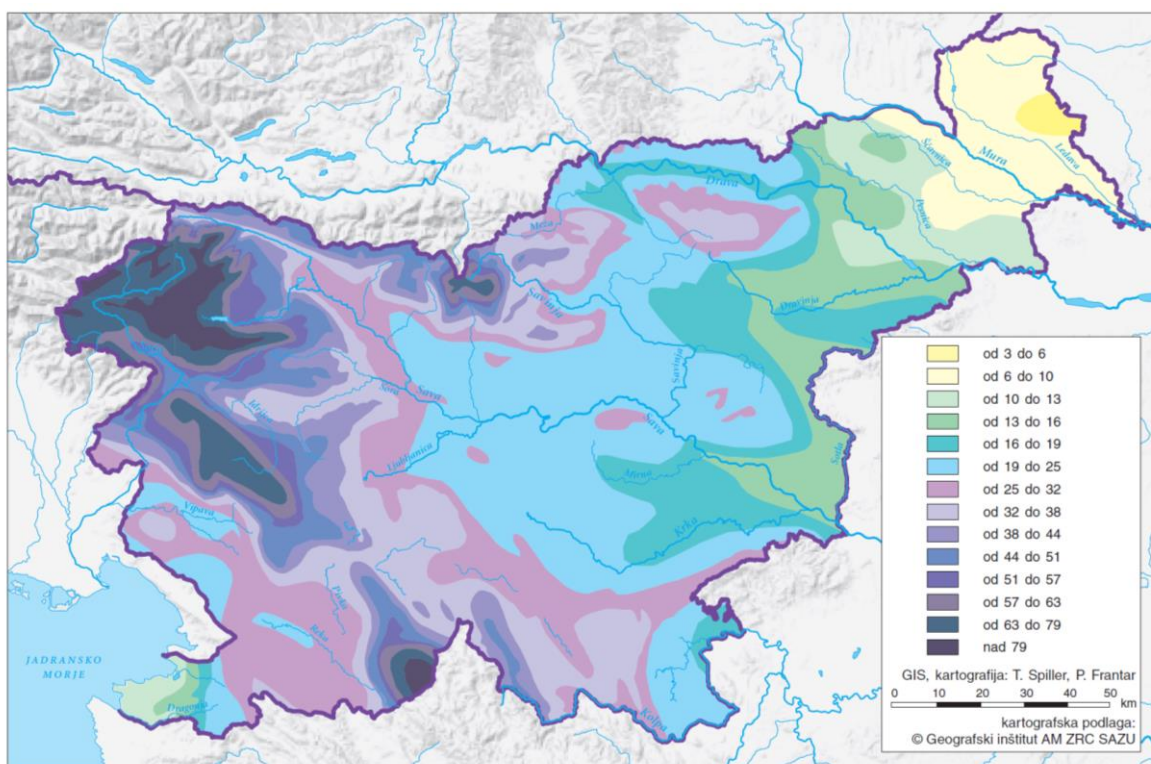 Ledava
Ščavnica
Mura
Drava
Pesnica
Meža
Dravinja
Savinja
Soča
Sora
Sava
Savinja
Idrijca
Sava
Sotla
Ljubljanica
Mirna
Vipava
Krka
Pivka
Reka
JADRANSKO
MORJE
Dragonja
Kolpa
od 3 do 6
od 6 do 10
od 10 do 13
od 13 do 16
od 16 do 19
od 19 do 25
od 25 do 32
od 32 do 38
od 38 do 44
od 44 do 51
od 51 do 57
od 57 do 63
od 63 do 79
nad 79
GIS, kartografija: T. Spiller, P. Frantar
0 10 20 30 40 50
km
kartografska podlaga:
© Geografski inštitut AM ZRC SAZU